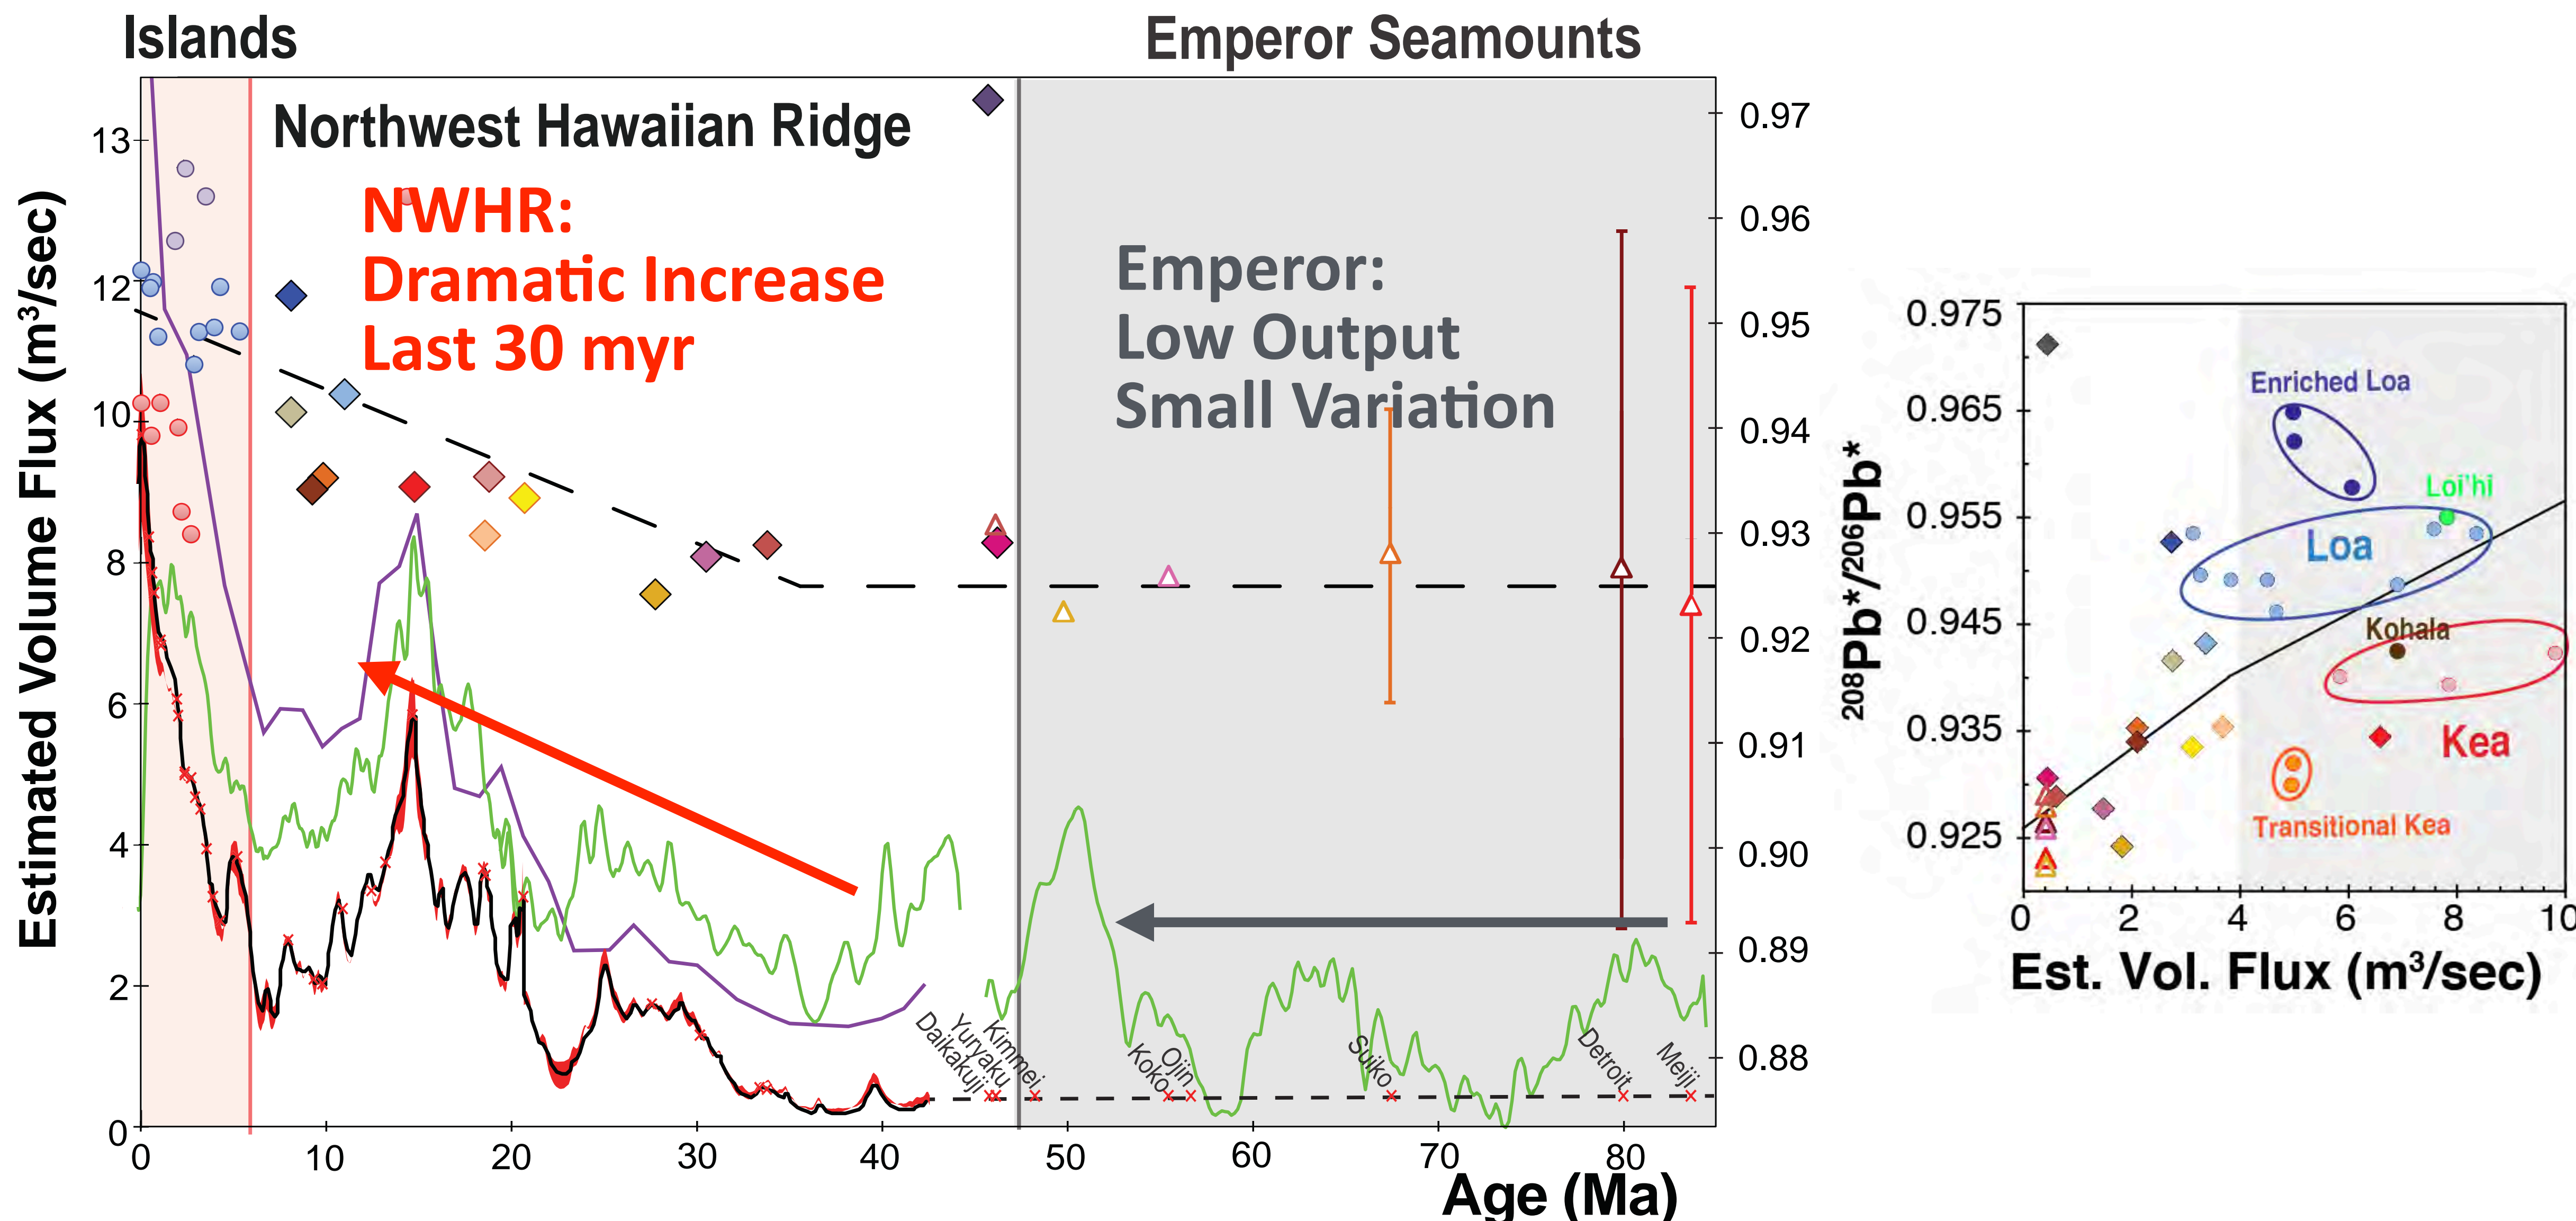 Islands
Emperor Seamounts
Northwest Hawaiian Ridge
NWHR:
Dramatic Increase
Last 30 myr
Emperor:
Low Output
Small Variation
Estimated Volume Flux (m³/sec)
13
12
10
8
6
4
2
0
0.97
0.96
0.95
0.94
0.93
0.92
0.91
0.90
0.89
0.88
Daikakuji
Yuryaku
Kimmei
Koko
Ojin
Suiko
Detroit
Meiji
0 10 20 30 40 50 60 70 80
Age (Ma)
²⁰⁸Pb*/²⁰⁶Pb*
0.975
0.965
0.955
0.945
0.935
0.925
Enriched Loa
Loi'hi
Loa
Kohala
Kea
Transitional Kea
0 2 4 6 8 10
Est. Vol. Flux (m³/sec)